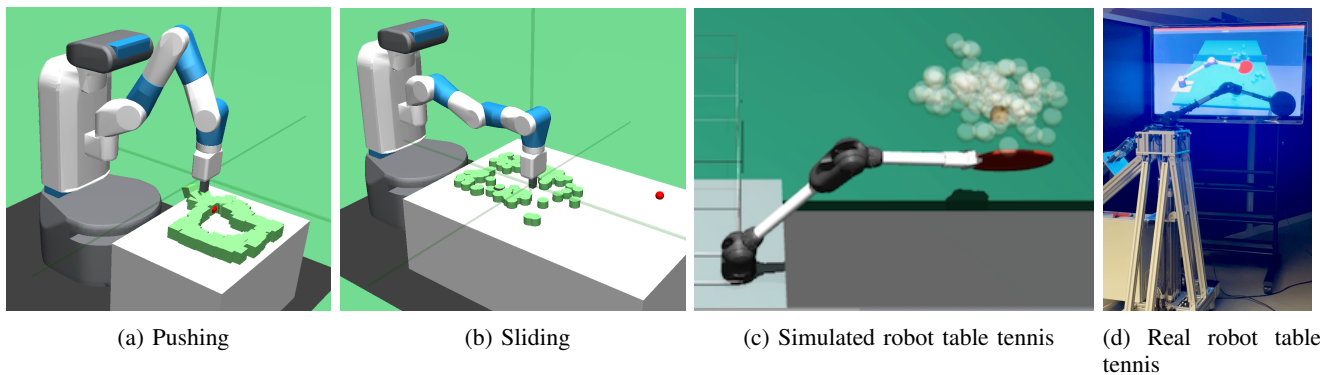 (a) Pushing
(b) Sliding
(c) Simulated robot table tennis
(d) Real robot table
tennis